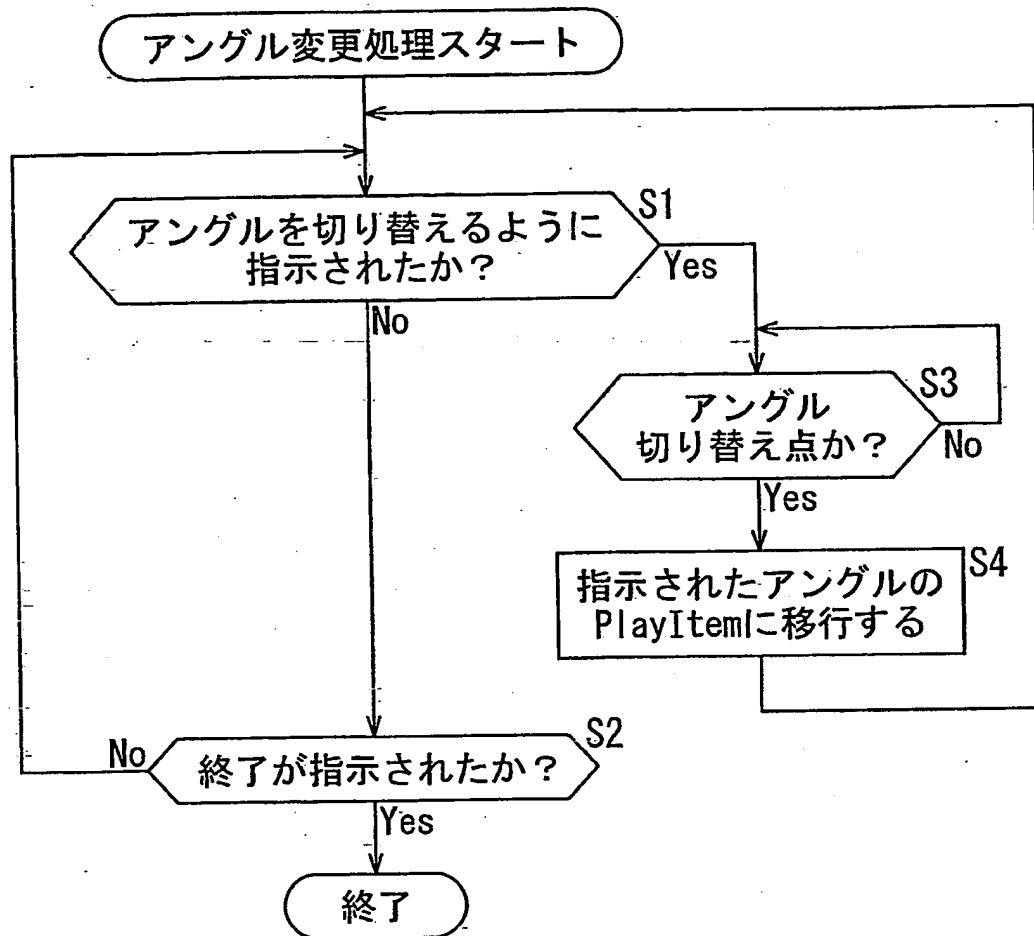 アングル変更処理スタート
S1
アングルを切り替えるように
指示されたか？
Yes
No
S3
アングル
切り替え点か？
No
Yes
S4
指示されたアングルの
PlayItemに移行する
S2
No
終了が指示されたか？
Yes
終了